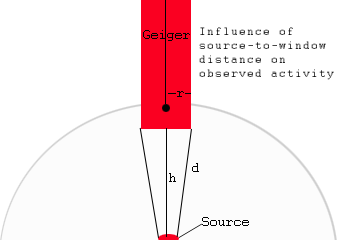 Geiger
Influence of
source-to-window
distance on
observed activity
r
h
d
Source